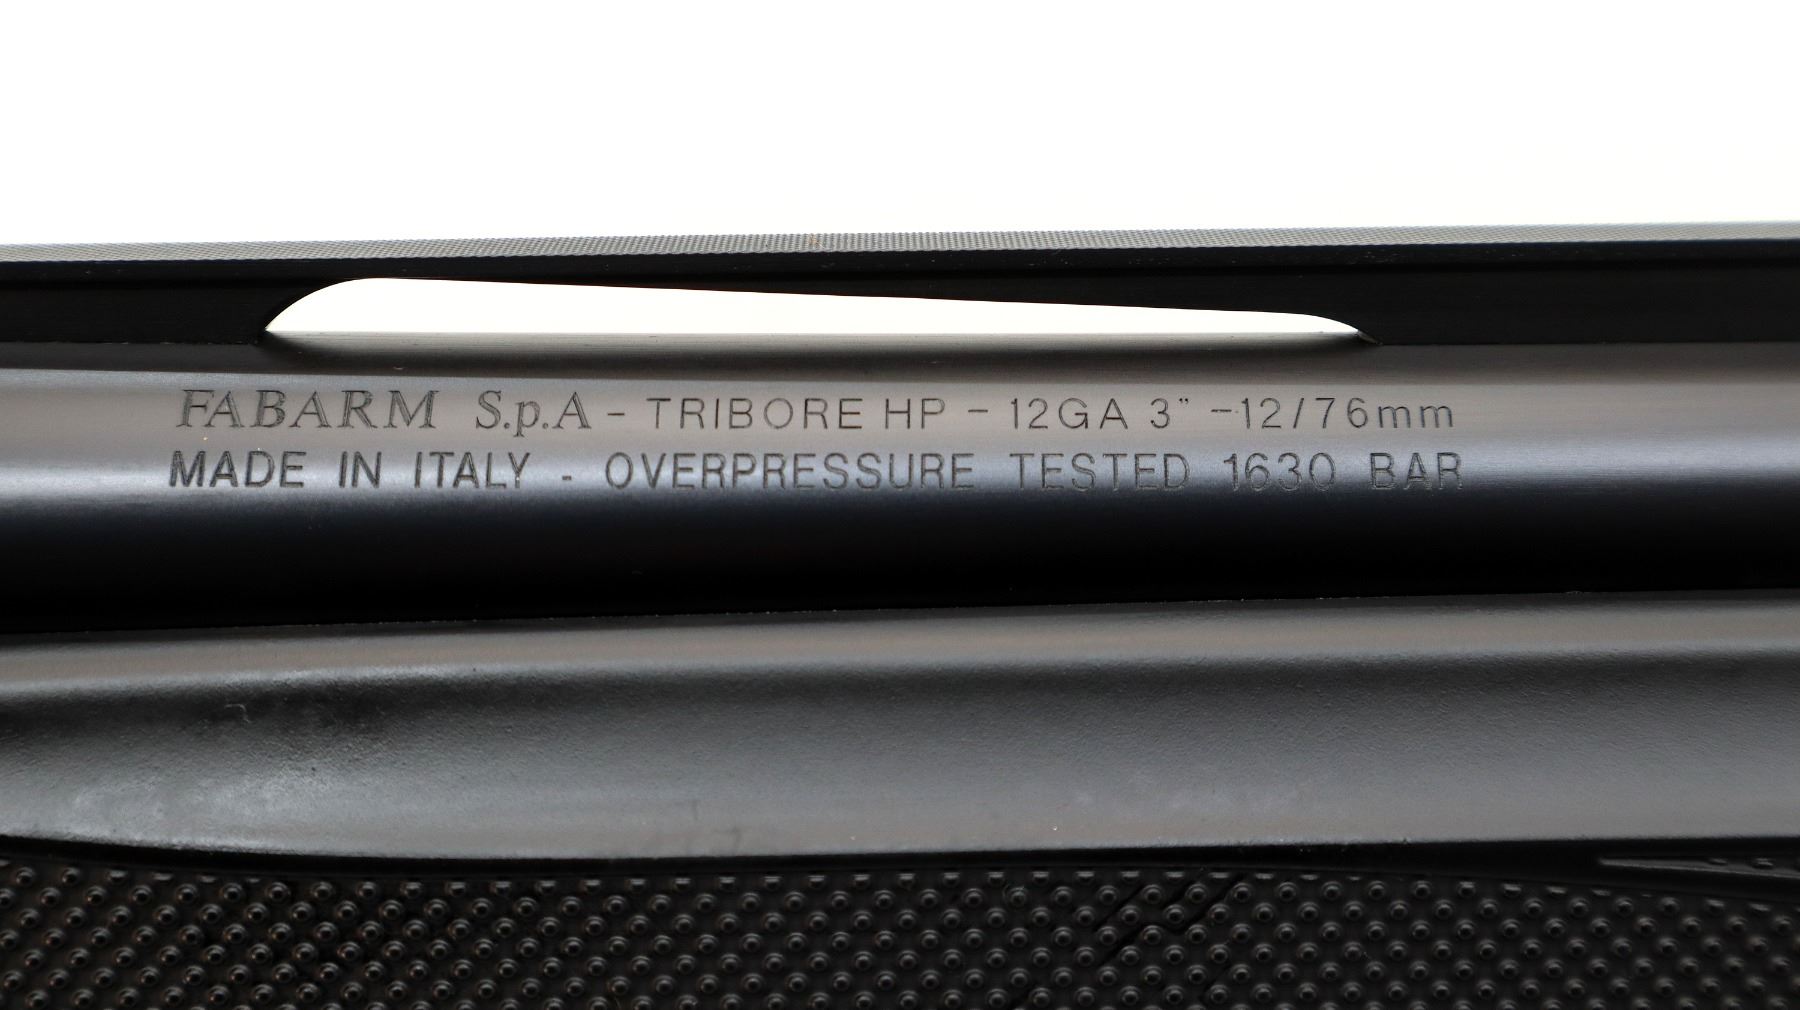 FABARM S.p.A - TRIBORE HP - 12GA 3" - 12/76mm
MADE IN ITALY - OVERPRESSURE TESTED 1630 BAR